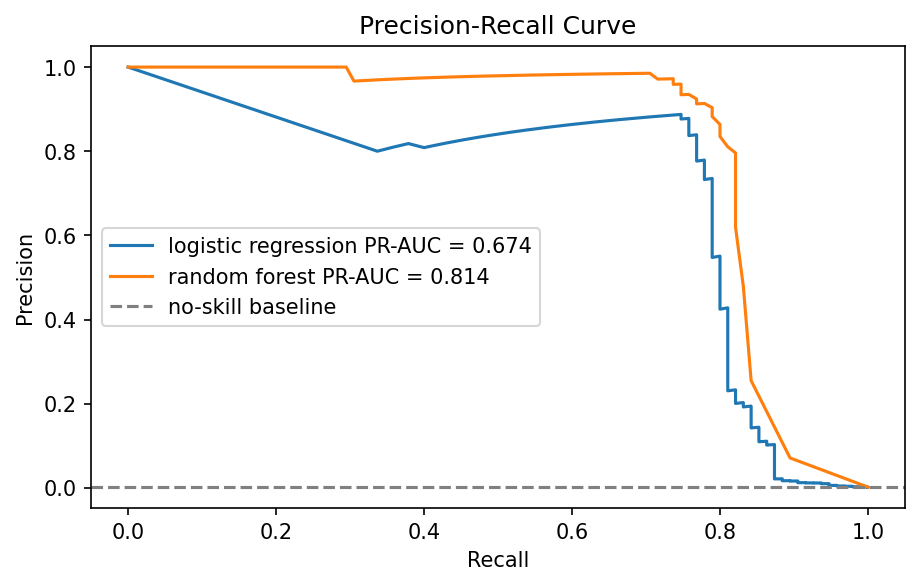 Precision-Recall Curve
Precision
1.0
0.8
0.6
0.4
0.2
0.0
logistic regression PR-AUC = 0.674
random forest PR-AUC = 0.814
no-skill baseline
0.0 0.2 0.4 0.6 0.8 1.0
Recall